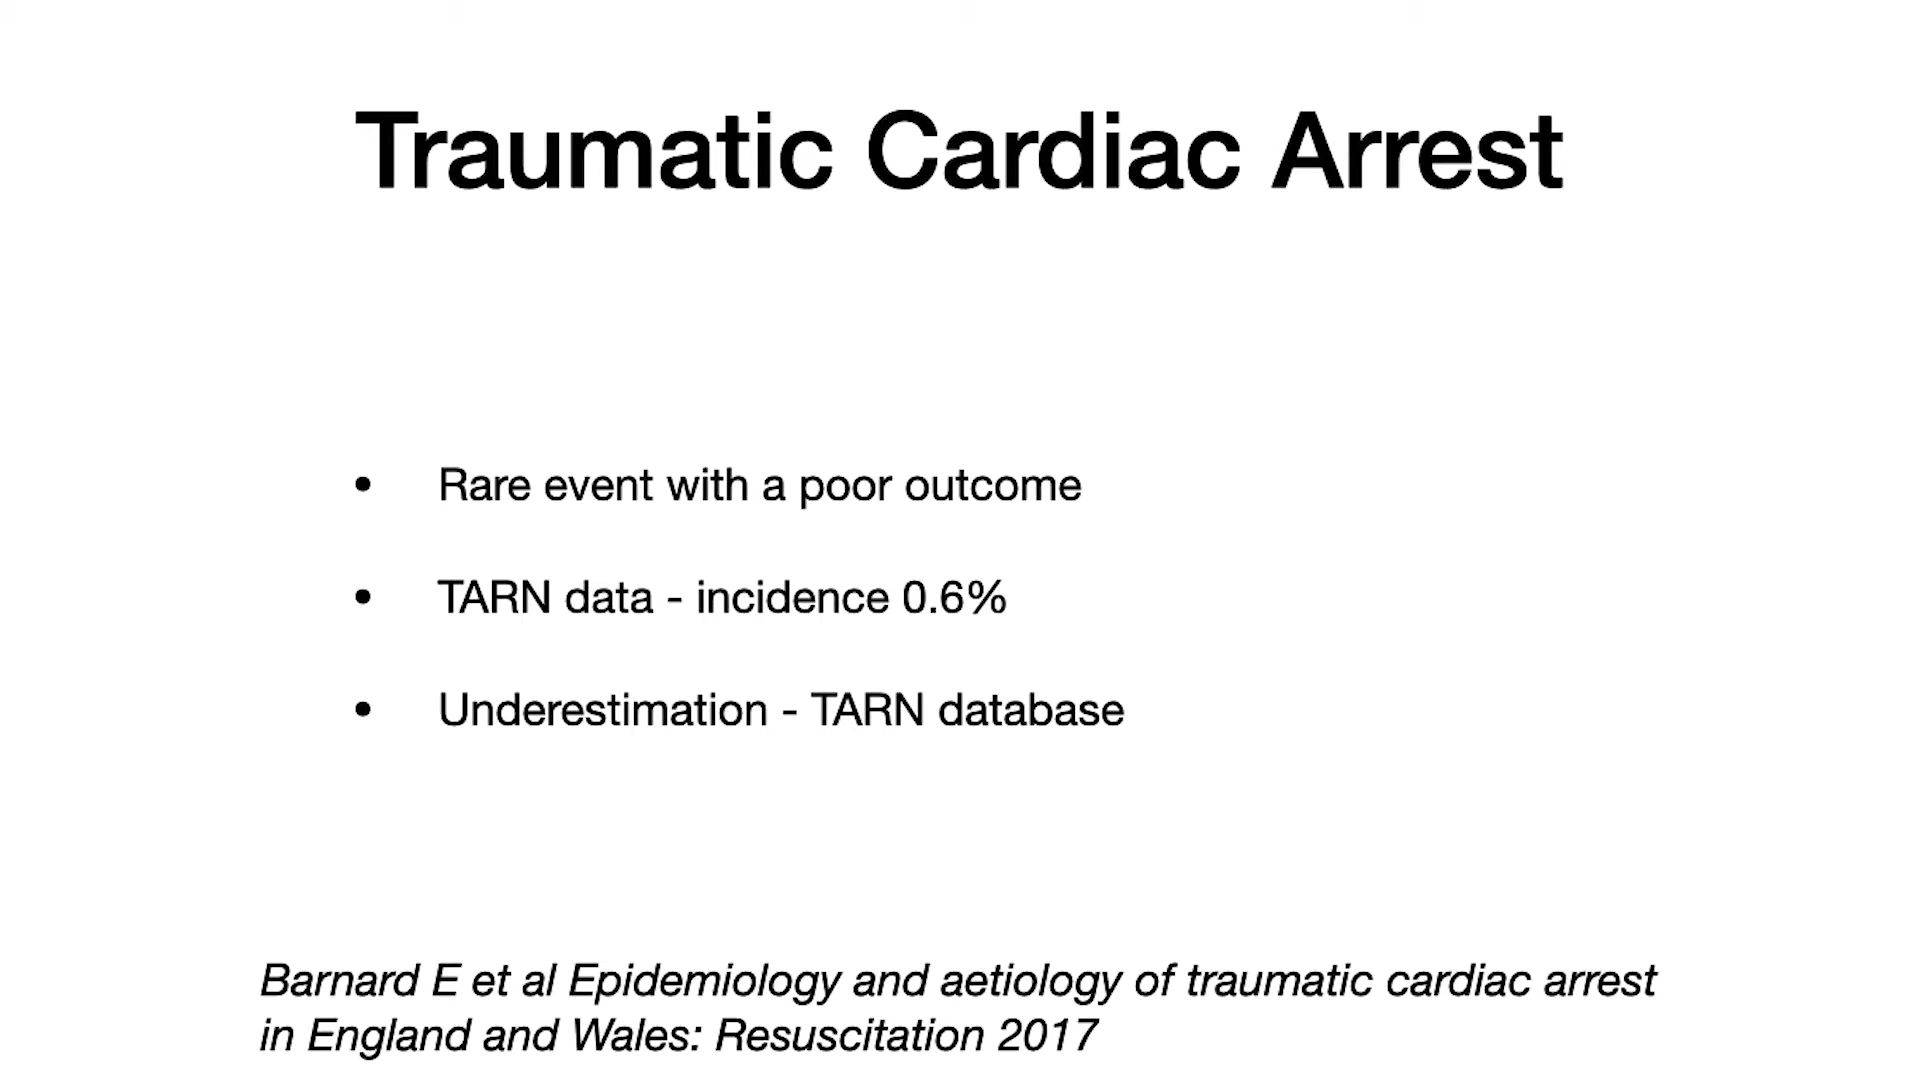 Traumatic Cardiac Arrest
• Rare event with a poor outcome
• TARN data - incidence 0.6%
• Underestimation - TARN database
Barnard E et al Epidemiology and aetiology of traumatic cardiac arrest
in England and Wales: Resuscitation 2017